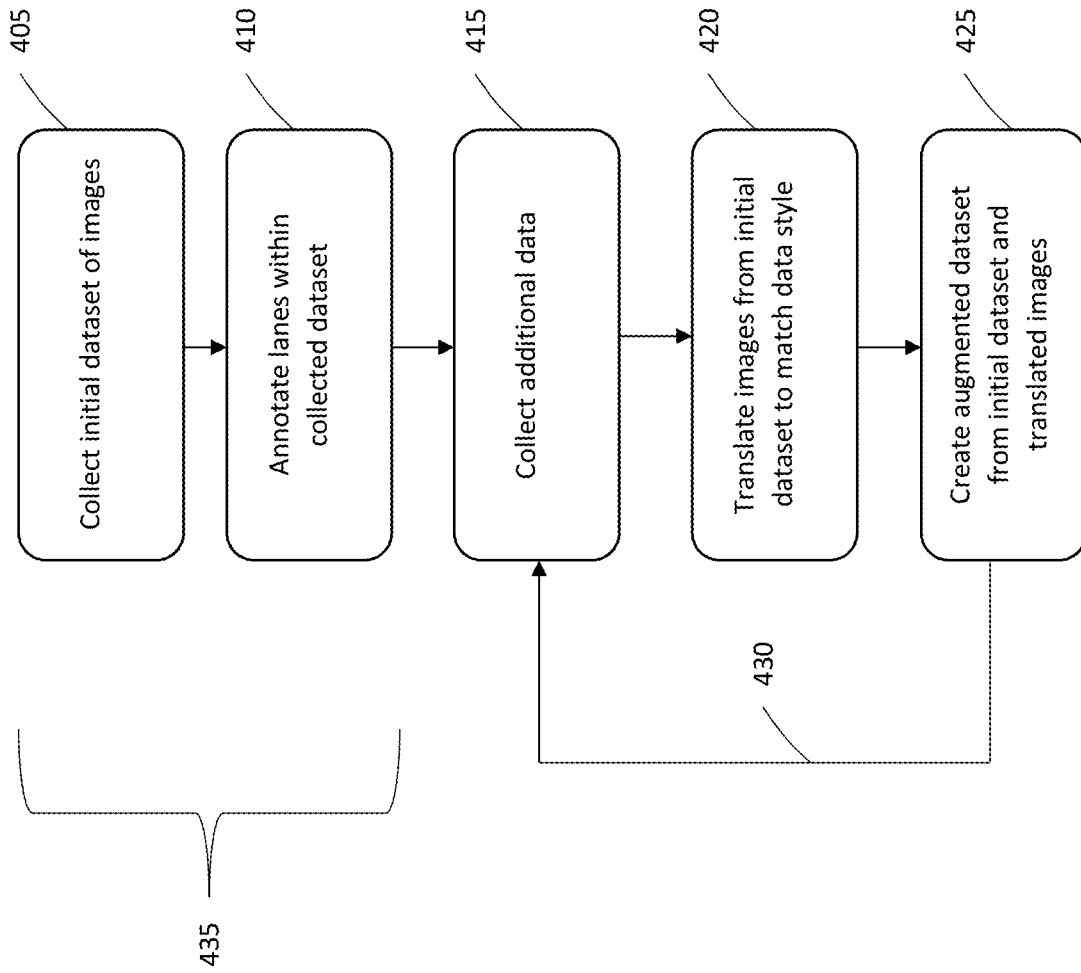 405
Collect initial dataset of images
410
Annotate lanes within
collected dataset
415
Collect additional data
420
Translate images from initial
dataset to match data style
425
Create augmented dataset
from initial dataset and
translated images
430
435